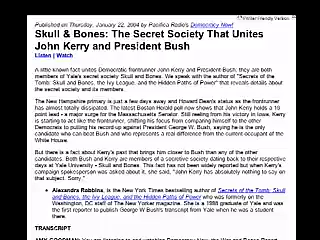 Printer-Friendly Version
Published on Thursday, January 22, 2004 by Pacifica Radio's Democracy Now!
Skull & Bones: The Secret Society That Unites
John Kerry and President Bush
Listen | Watch
A little known fact unites Democratic frontrunner John Kerry and President Bush: they are both
members of Yale's secret society Skull and Bones. We speak with the author of "Secrets of the
Tomb: Skull and Bones, the Ivy League, and the Hidden Paths of Power" that reveals details about
the secret society and its members.
The New Hampshire primary is just a few days away and Howard Dean's status as the frontrunner
has almost totally dissipated. The latest Boston Herald poll now shows that John Kerry holds a 10
point lead - a major surge for the Massachusetts Senator. Still reeling from his victory in Iowa, Kerry
is starting to act like the frontrunner, shifting his focus from comparing himself to the other
Democrats to putting his record up against President George W. Bush, saying he is the only
candidate who can beat Bush and who represents a real difference from the current occupant of the
White House.
But there is a fact from Kerry's past that brings him closer to Bush than any of the other
candidates. Both Bush and Kerry are members of a secretive society dating back to their respective
days at Yale University - Skull and Bones. This fact has not been widely reported but when Kerry's
campaign spokesperson was asked about it, she said, "John Kerry has absolutely nothing to say on
that subject. Sorry."
• Alexandra Robbins, is the New York Times bestselling author of Secrets of the Tomb: Skull
and Bones, the Ivy League, and the Hidden Paths of Power who was formerly on the
Washington, DC staff of The New Yorker magazine. She is a 1998 graduate of Yale and was
the first reporter to publish George W Bush's transcript from Yale when he was a student
there.
TRANSCRIPT